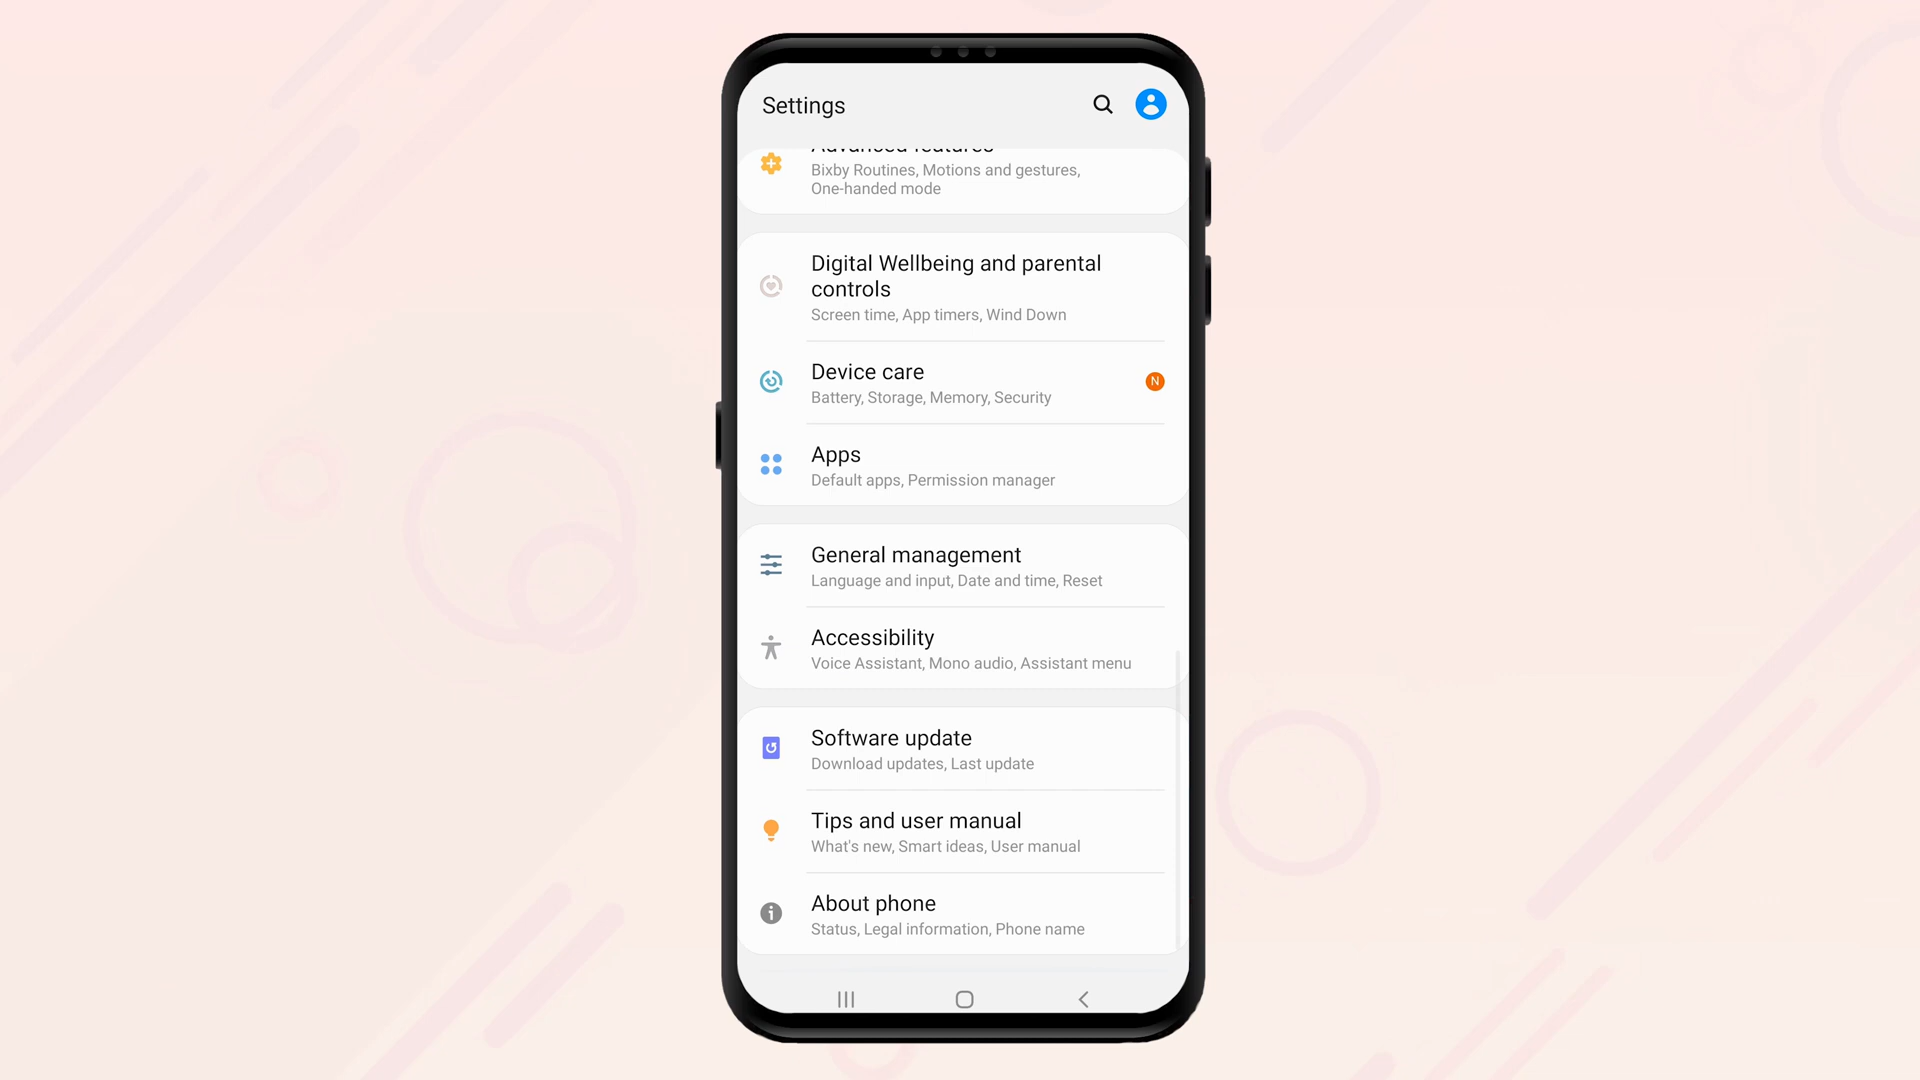 Settings
Advanced features
Bixby Routines, Motions and gestures,
One-handed mode
Digital Wellbeing and parental
controls
Screen time, App timers, Wind Down
Device care
N
Battery, Storage, Memory, Security
Apps
Default apps, Permission manager
General management
Language and input, Date and time, Reset
Accessibility
Voice Assistant, Mono audio, Assistant menu
Software update
Download updates, Last update
Tips and user manual
What's new, Smart ideas, User manual
About phone
Status, Legal information, Phone name